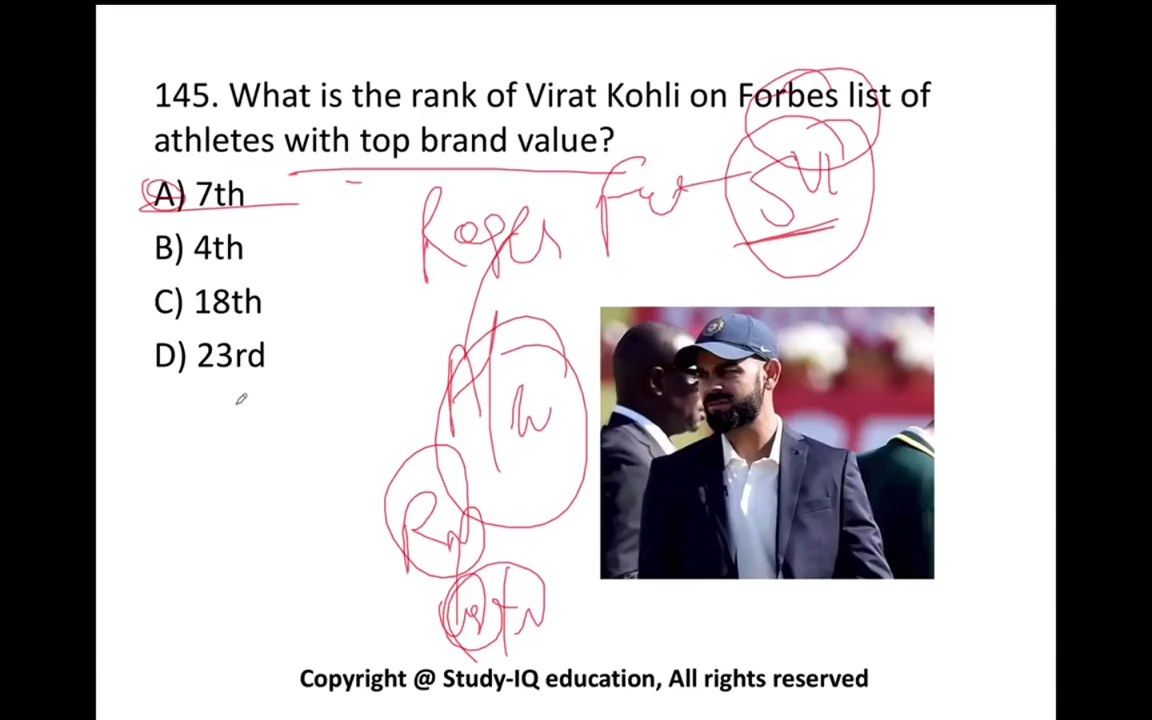 145. What is the rank of Virat Kohli on Forbes list of
athletes with top brand value?
A) 7th
B) 4th
C) 18th
D) 23rd
Roger
Copyright @ Study-IQ education, All rights reserved